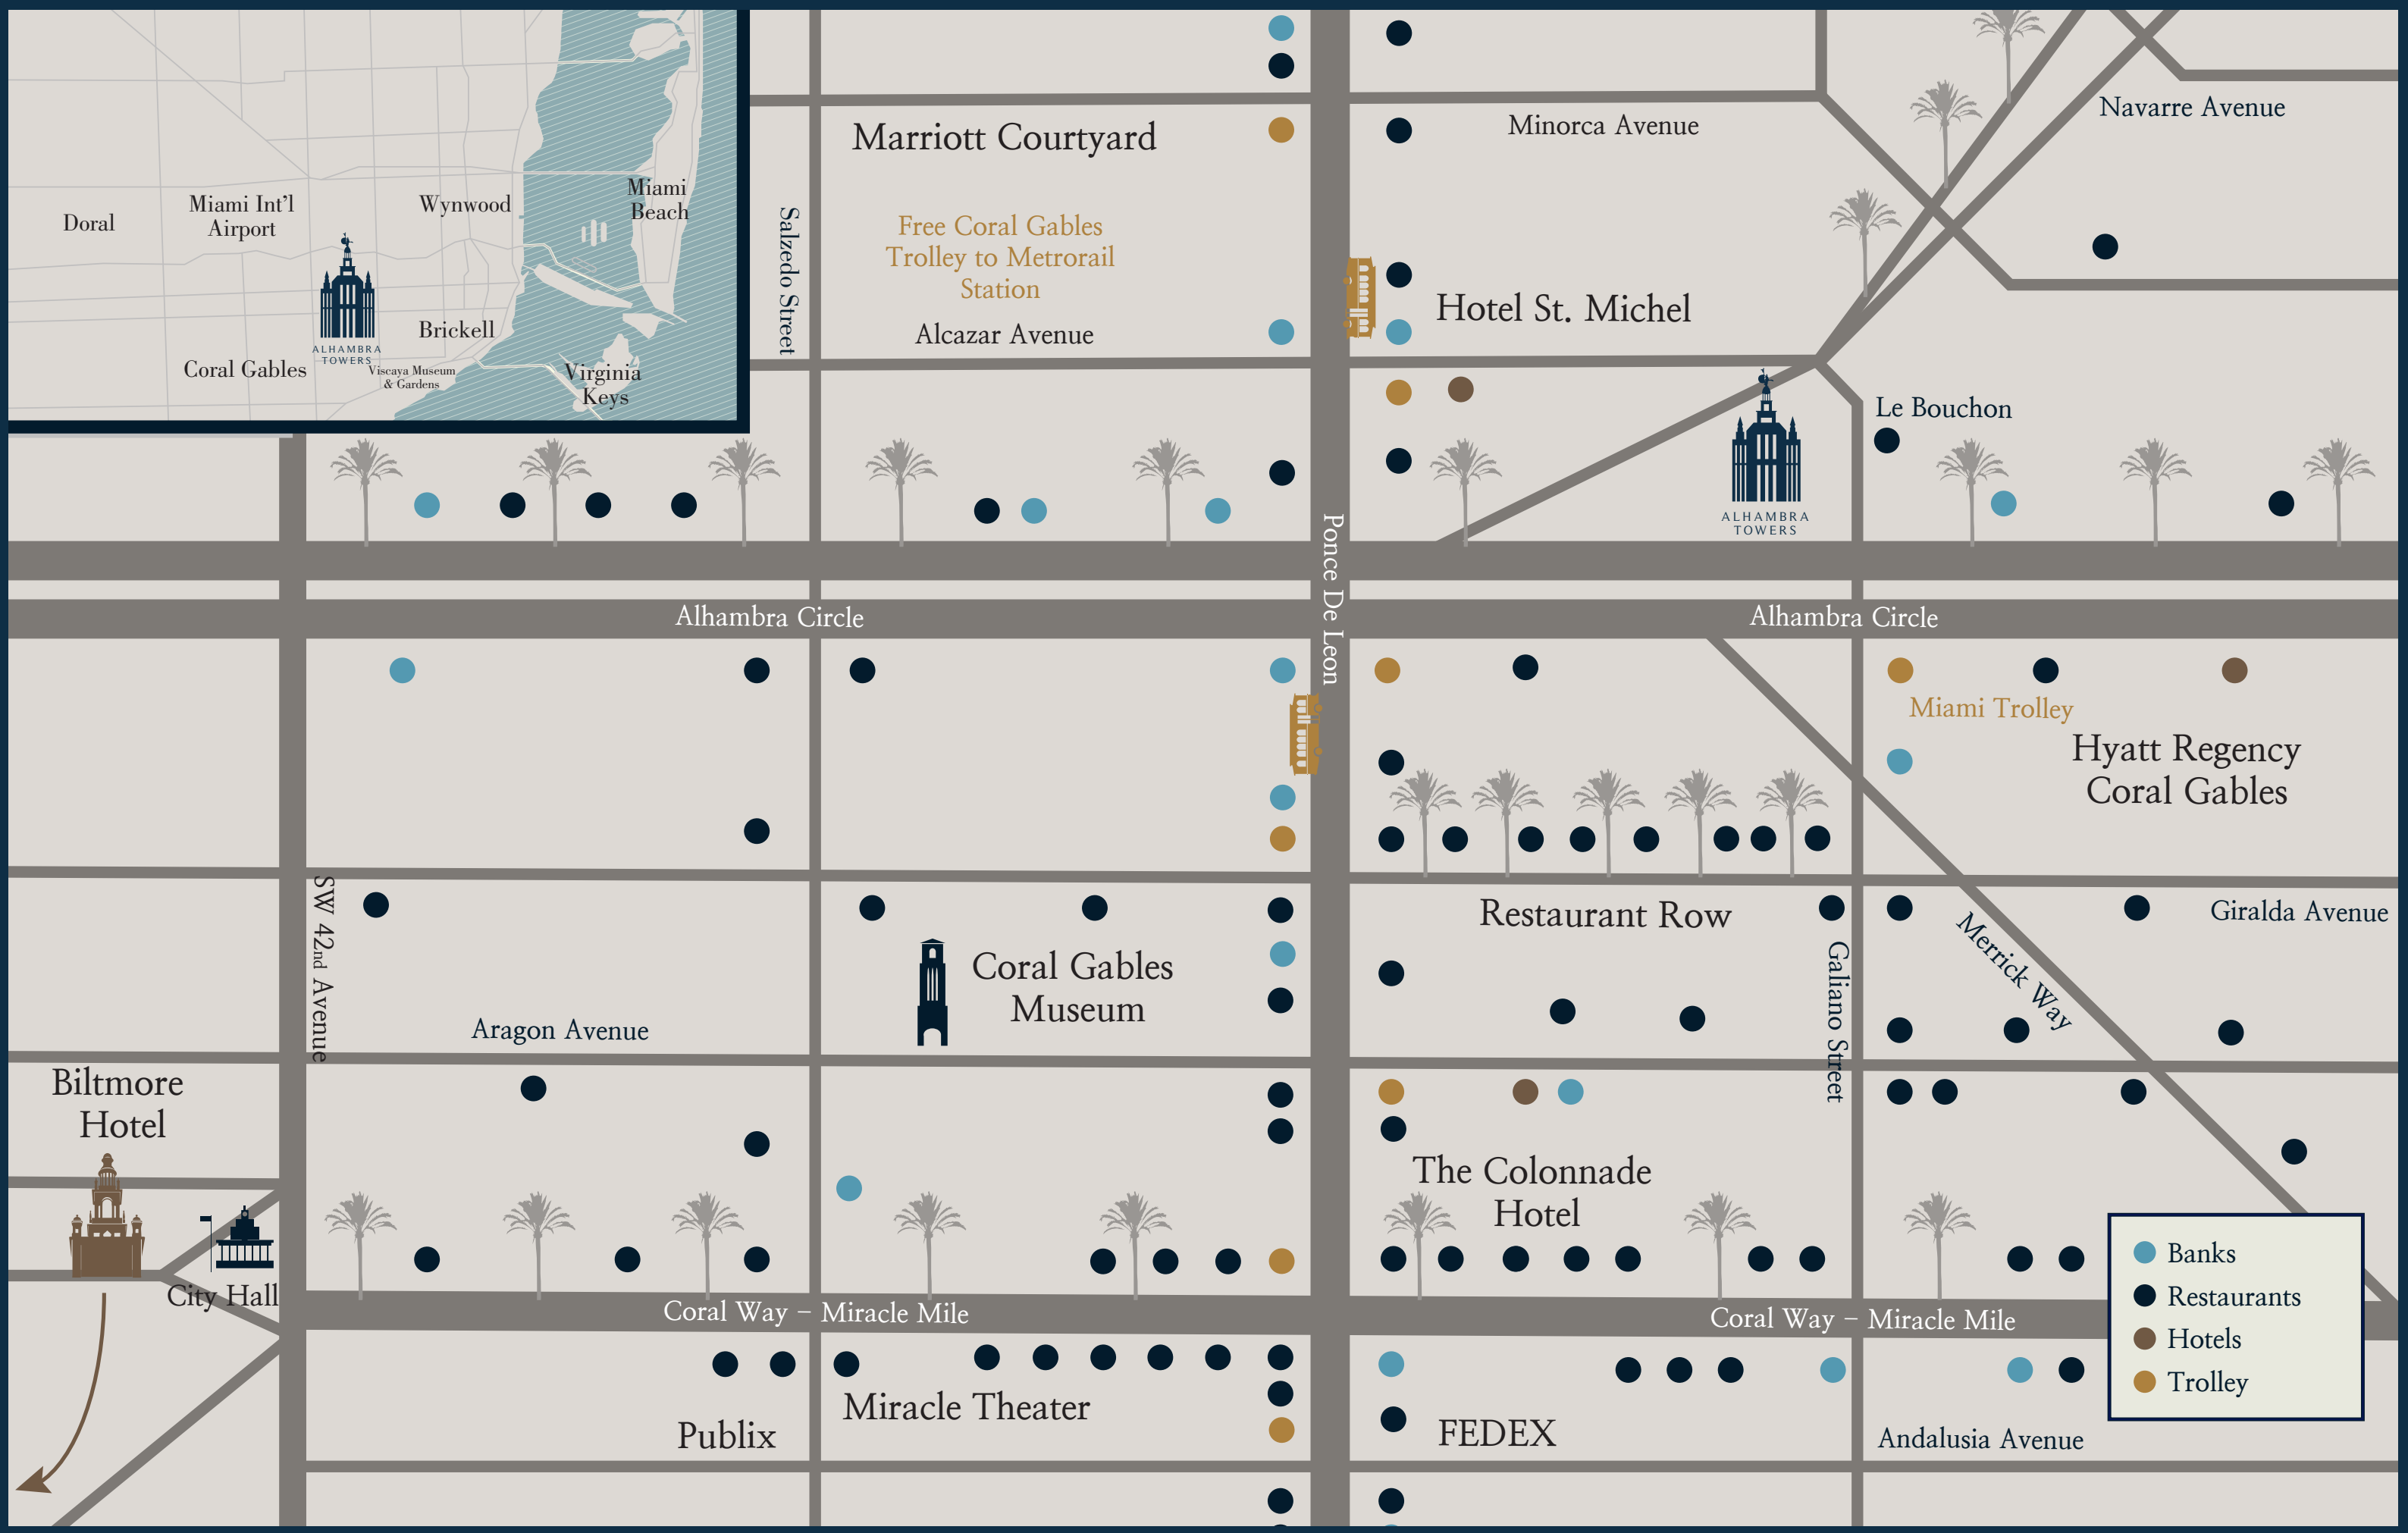 Doral
Miami Int'l
Airport
Wynwood
Miami
Beach
ALHAMBRA
TOWERS
Brickell
Coral Gables
Viscaya Museum
& Gardens
Virginia
Keys
Salzedo Street
Marriott Courtyard
Free Coral Gables
Trolley to Metrorail
Station
Alcazar Avenue
Minorca Avenue
Navarre Avenue
Hotel St. Michel
Le Bouchon
ALHAMBRA
TOWERS
Ponce De Leon
Alhambra Circle
Alhambra Circle
Miami Trolley
Hyatt Regency
Coral Gables
SW 42nd Avenue
Restaurant Row
Giralda Avenue
Coral Gables
Museum
Galiano Street
Merrick Way
Aragon Avenue
Biltmore
Hotel
The Colonnade
Hotel
City Hall
Coral Way – Miracle Mile
Coral Way – Miracle Mile
Banks
Restaurants
Hotels
Trolley
Publix
Miracle Theater
FEDEX
Andalusia Avenue